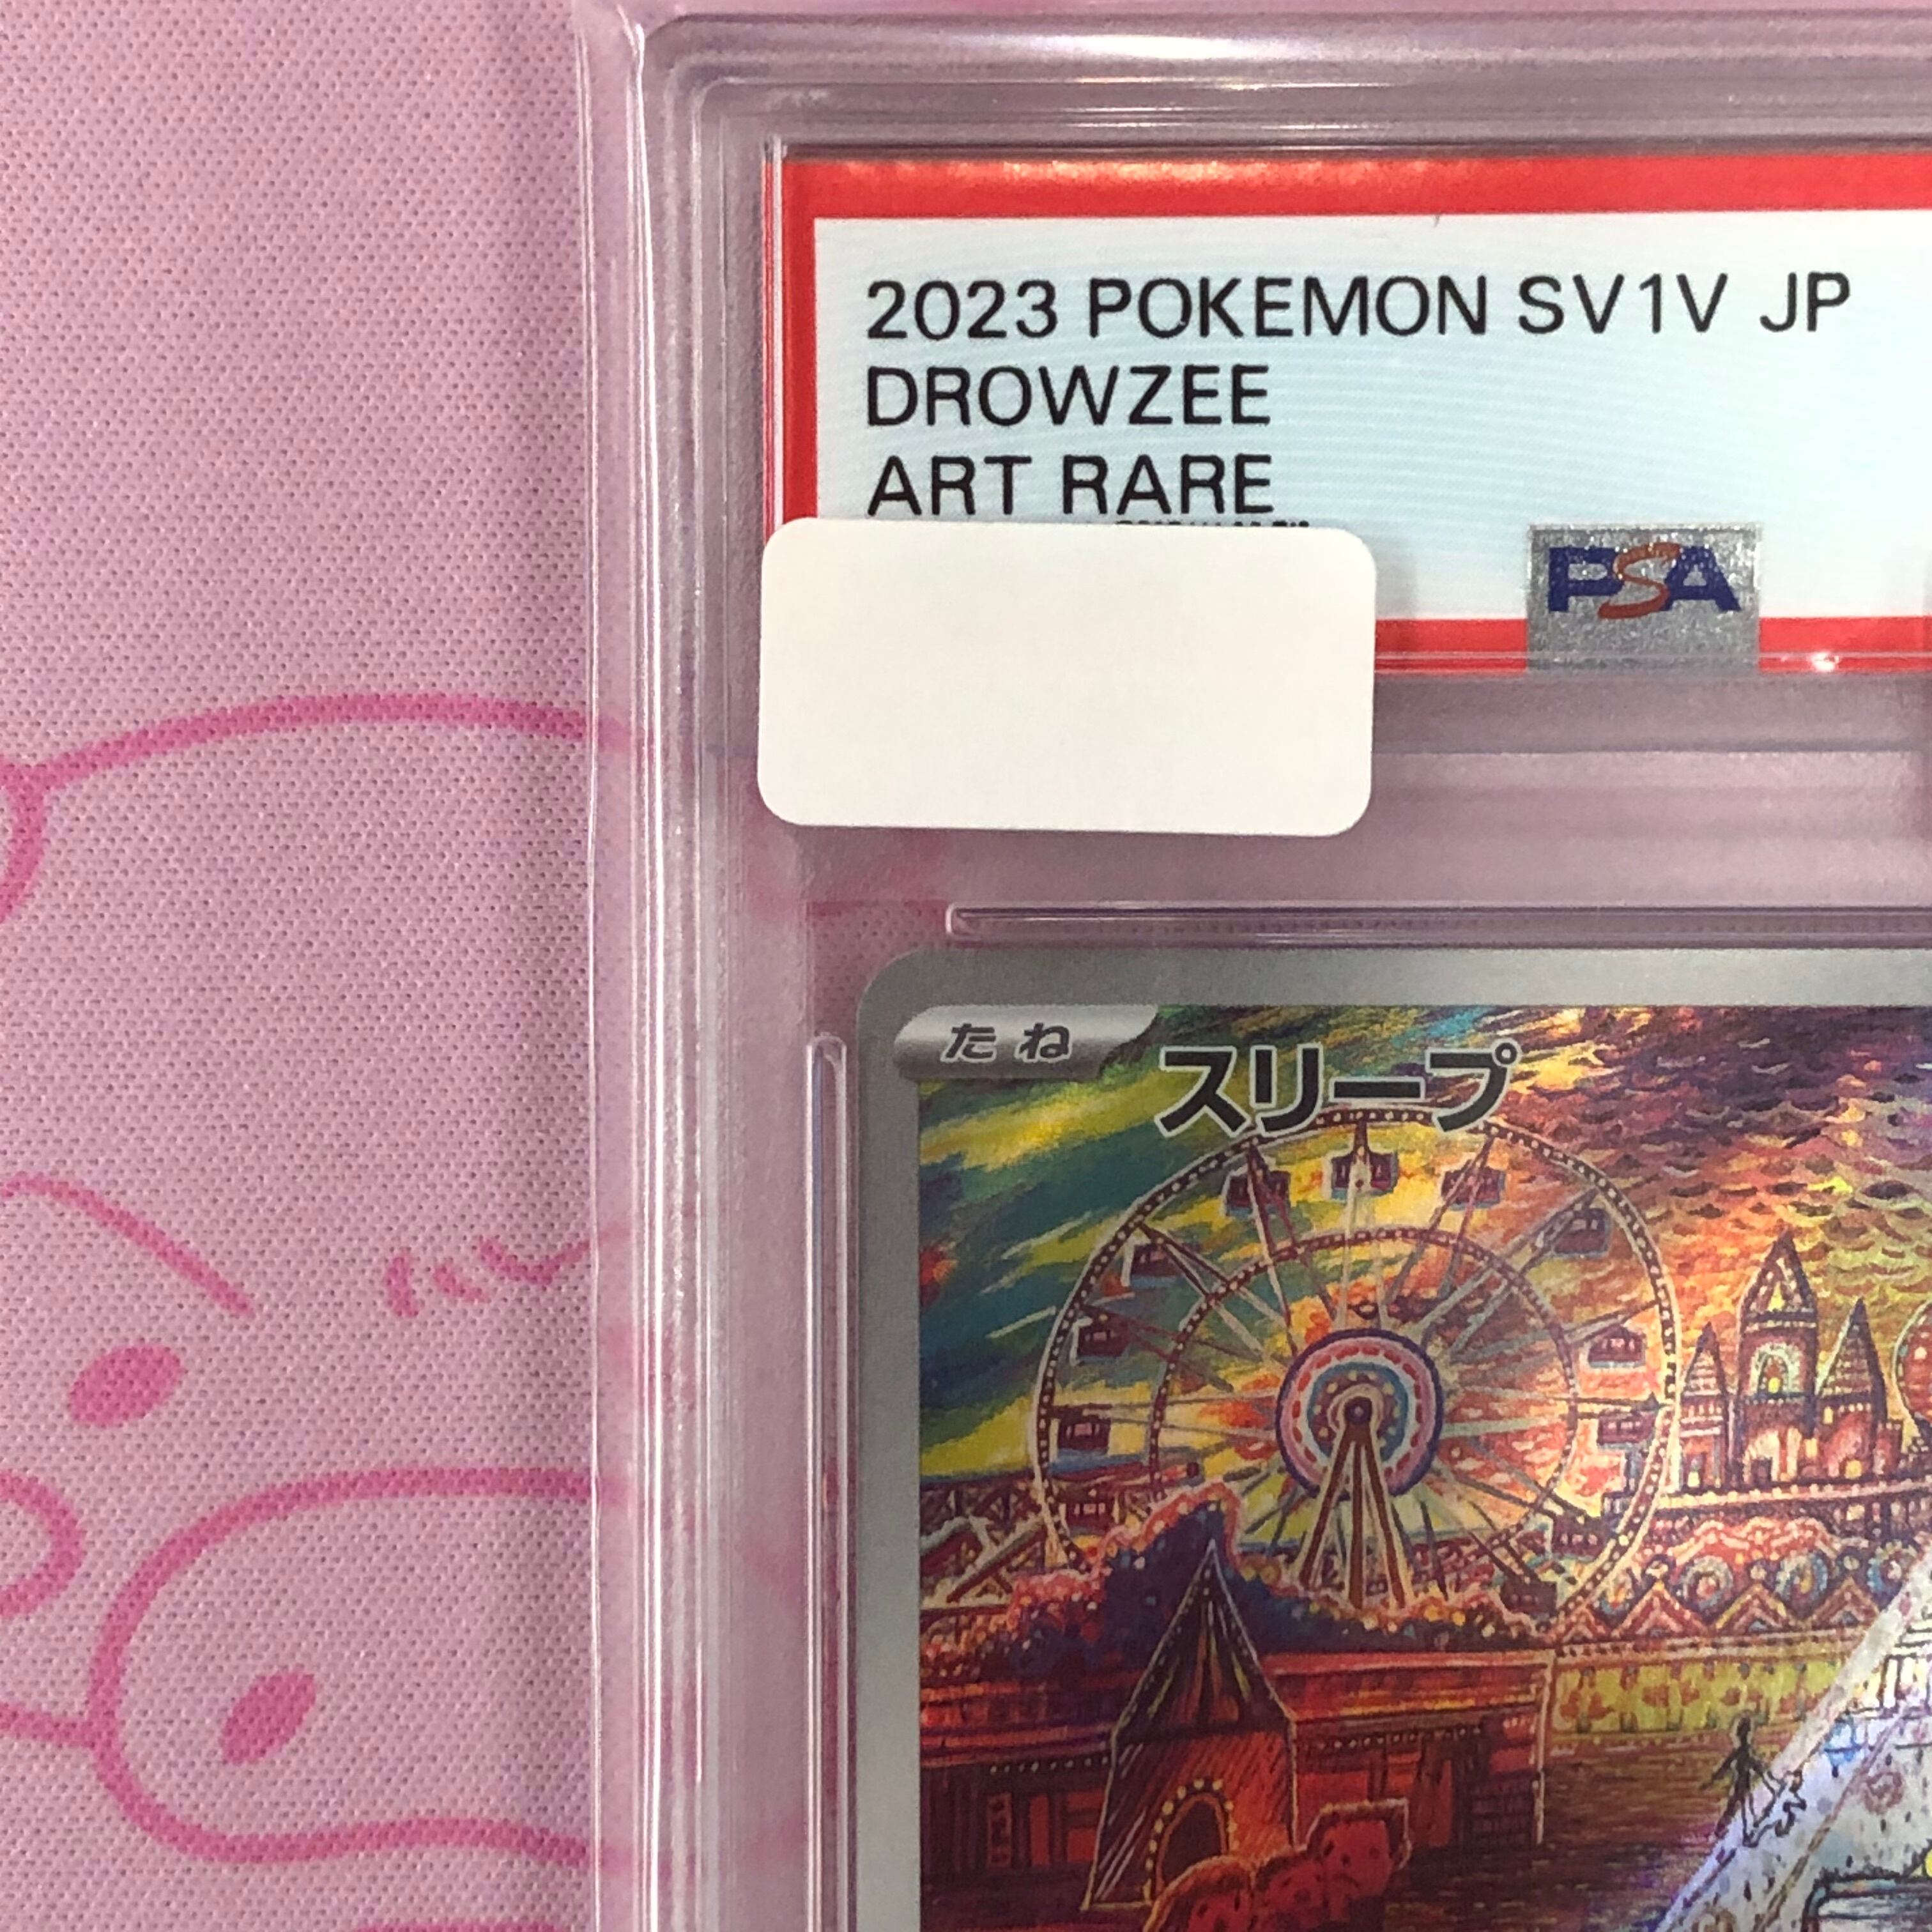 2023 POKEMON SV1V JP
DROWZEE
ART RARE
PSA
たね
スリープ